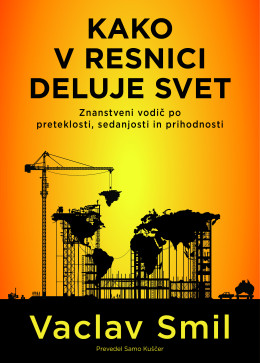 KAKO
V RESNICI
DELUJE SVET
Znanstveni vodič po
preteklosti, sedanjosti in prihodnosti
Vaclav Smil
Prevedel Samo Kuščer